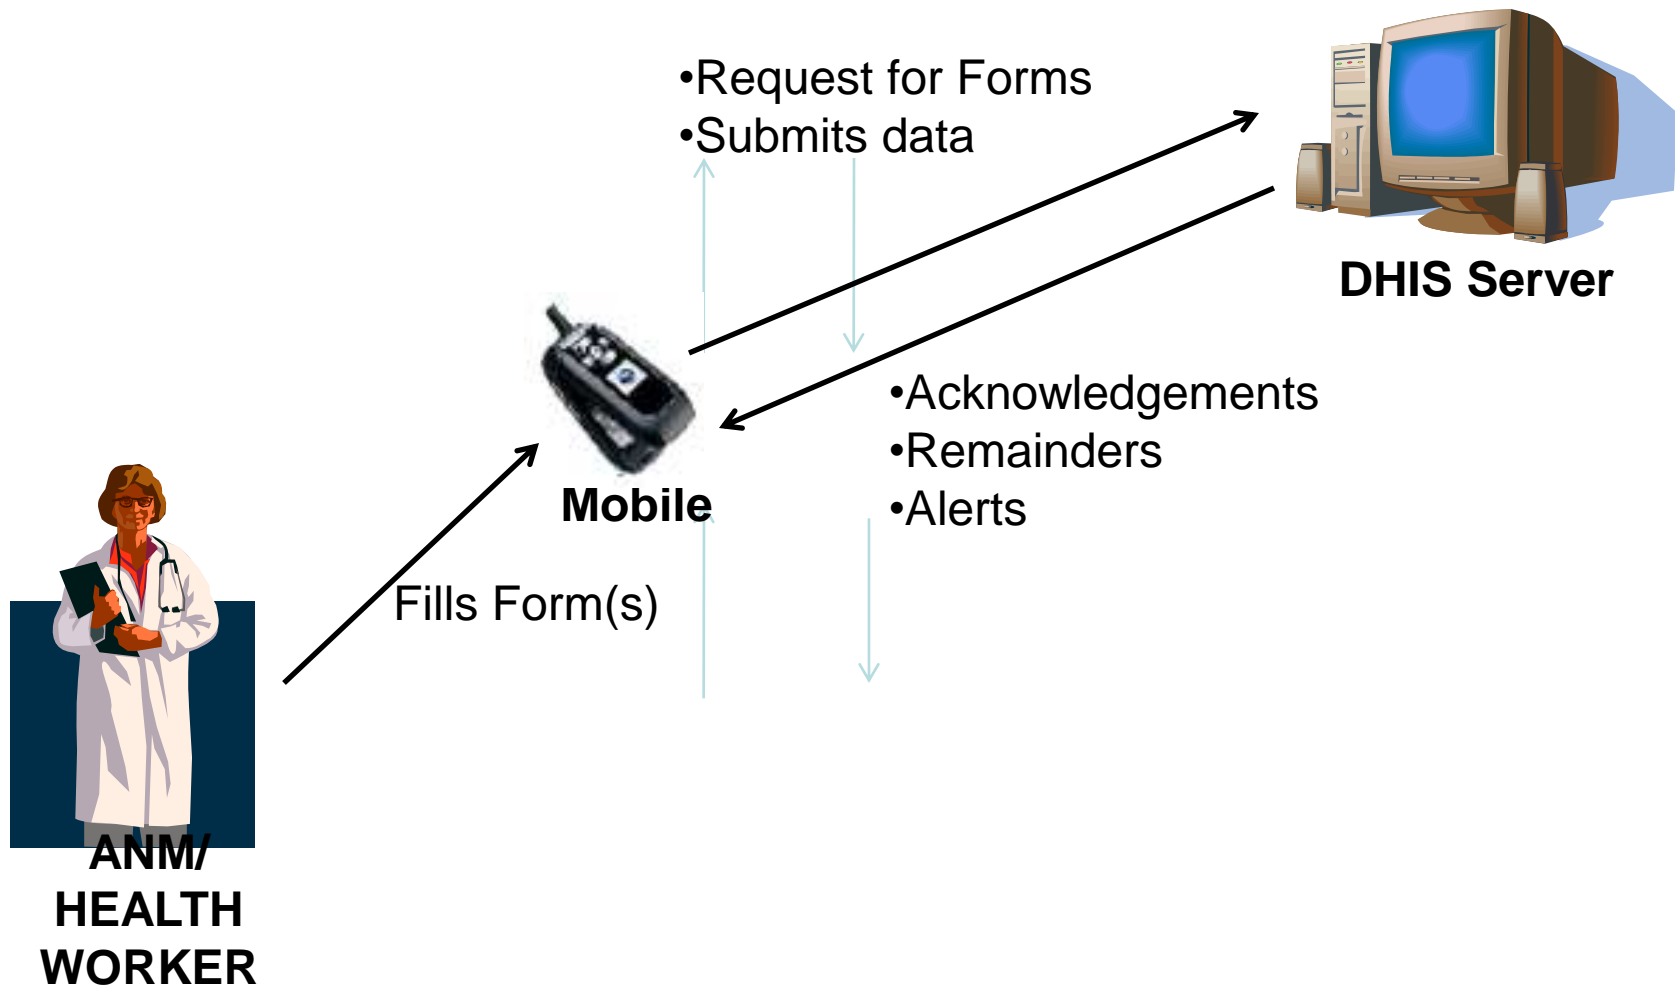 •Request for Forms
•Submits data
DHIS Server
•Acknowledgements
•Remainders
•Alerts
Mobile
Fills Form(s)
ANM/
HEALTH
WORKER